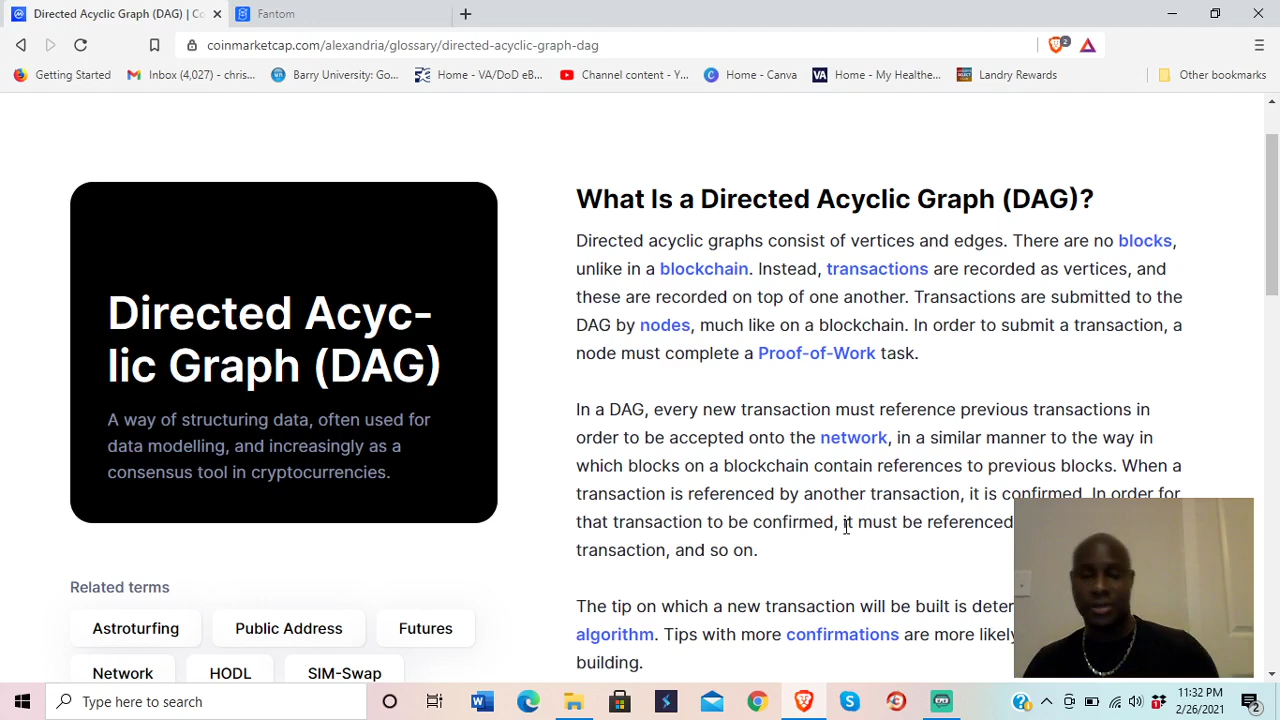 Directed Acyclic Graph (DAG) | Co
Fantom
coinmarketcap.com/alexandria/glossary/directed-acyclic-graph-dag
2
Getting Started
Inbox (4,027) - chris...
Barry University: Go...
Home - VA/DoD eB...
Channel content - Y...
Home - Canva
VA
Home - My Healthe...
Landry Rewards
Other bookmarks
Directed Acyc-
lic Graph (DAG)
A way of structuring data, often used for
data modelling, and increasingly as a
consensus tool in cryptocurrencies.
Related terms
Astroturfing
Public Address
Futures
Network
HODL
SIM-Swap
What Is a Directed Acyclic Graph (DAG)?
Directed acyclic graphs consist of vertices and edges. There are no blocks,
unlike in a blockchain. Instead, transactions are recorded as vertices, and
these are recorded on top of one another. Transactions are submitted to the
DAG by nodes, much like on a blockchain. In order to submit a transaction, a
node must complete a Proof-of-Work task.
In a DAG, every new transaction must reference previous transactions in
order to be accepted onto the network, in a similar manner to the way in
which blocks on a blockchain contain references to previous blocks. When a
transaction is referenced by another transaction, it is confirmed. In order for
that transaction to be confirmed, it must be referenced
transaction, and so on.
The tip on which a new transaction will be built is deter
algorithm. Tips with more confirmations are more likely
building.
Type here to search
11:32 PM
2/26/2021
2